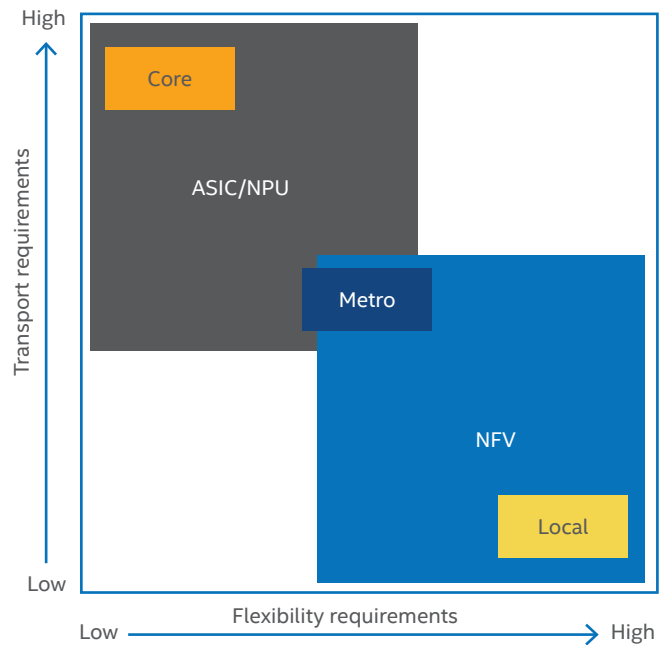 High
Core
Transport requirements
ASIC/NPU
Metro
NFV
Local
Low
Flexibility requirements
Low
High